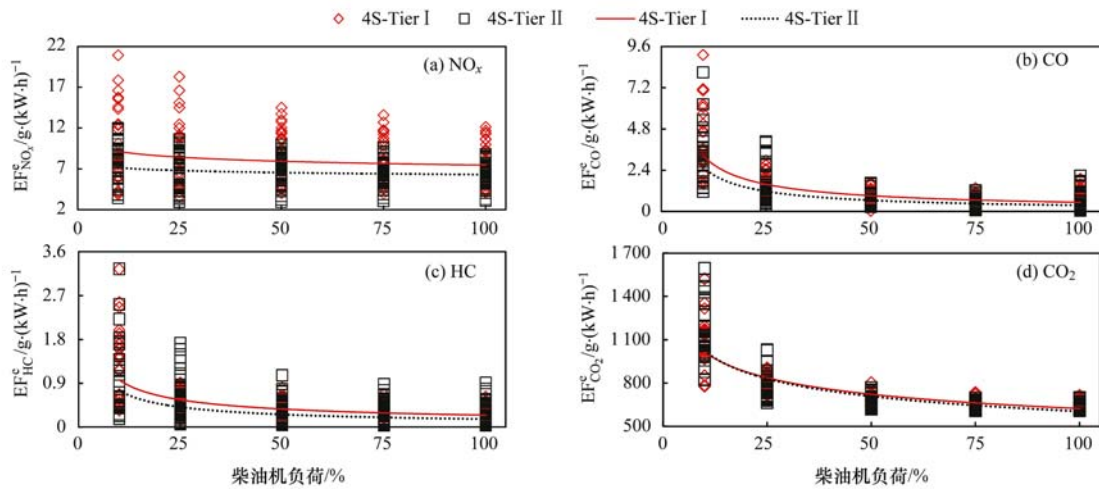 4S-Tier Ⅰ 4S-Tier Ⅱ 4S-Tier Ⅰ 4S-Tier Ⅱ
(a) NOₓ
EFᵉNOₓ/g·(kW·h)⁻¹
22
17
12
7
2
0 25 50 75 100
(b) CO
EFᵉCO/g·(kW·h)⁻¹
9.6
7.2
4.8
2.4
0
0 25 50 75 100
(c) HC
EFᵉHC/g·(kW·h)⁻¹
3.6
2.7
1.8
0.9
0
0 25 50 75 100
柴油机负荷/%
(d) CO₂
EFᵉCO₂/g·(kW·h)⁻¹
1 700
1 400
1 100
800
500
0 25 50 75 100
柴油机负荷/%